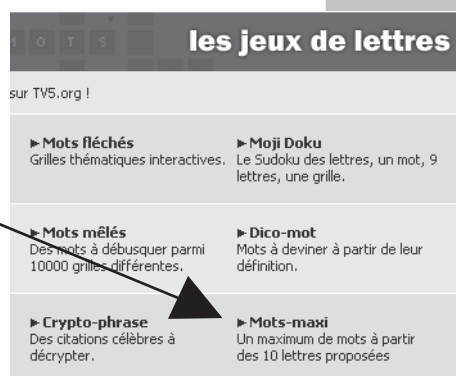 MOTS
les jeux de lettres
sur TV5.org !
►Mots fléchés
Grilles thématiques interactives.
►Moji Doku
Le Sudoku des lettres, un mot, 9
lettres, une grille.
►Mots mêlés
Des mots à débusquer parmi
10000 grilles différentes.
►Dico-mot
Mots à deviner à partir de leur
définition.
►Crypto-phrase
Des citations célèbres à
décrypter.
►Mots-maxi
Un maximum de mots à partir
des 10 lettres proposées